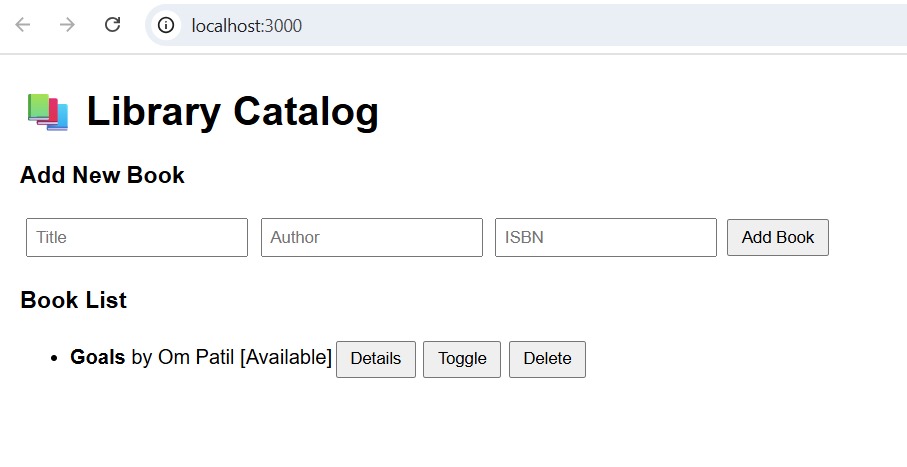 localhost:3000
Library Catalog
Add New Book
Title Author ISBN Add Book
Book List
Goals by Om Patil [Available] Details Toggle Delete